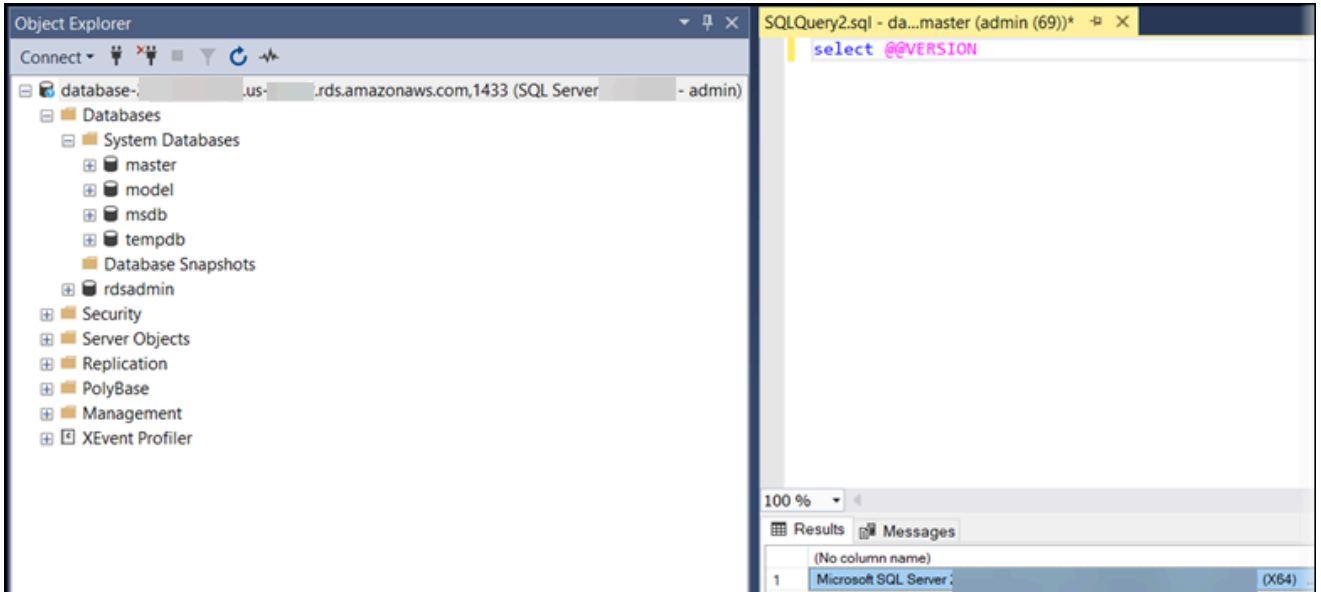 Object Explorer
Connect
database- .us- .rds.amazonaws.com,1433 (SQL Server - admin)
Databases
System Databases
master
model
msdb
tempdb
Database Snapshots
rdsadmin
Security
Server Objects
Replication
PolyBase
Management
XEvent Profiler
SQLQuery2.sql - da...master (admin (69))*
select @@VERSION
100 %
Results Messages
(No column name)
1 Microsoft SQL Server (X64) ...